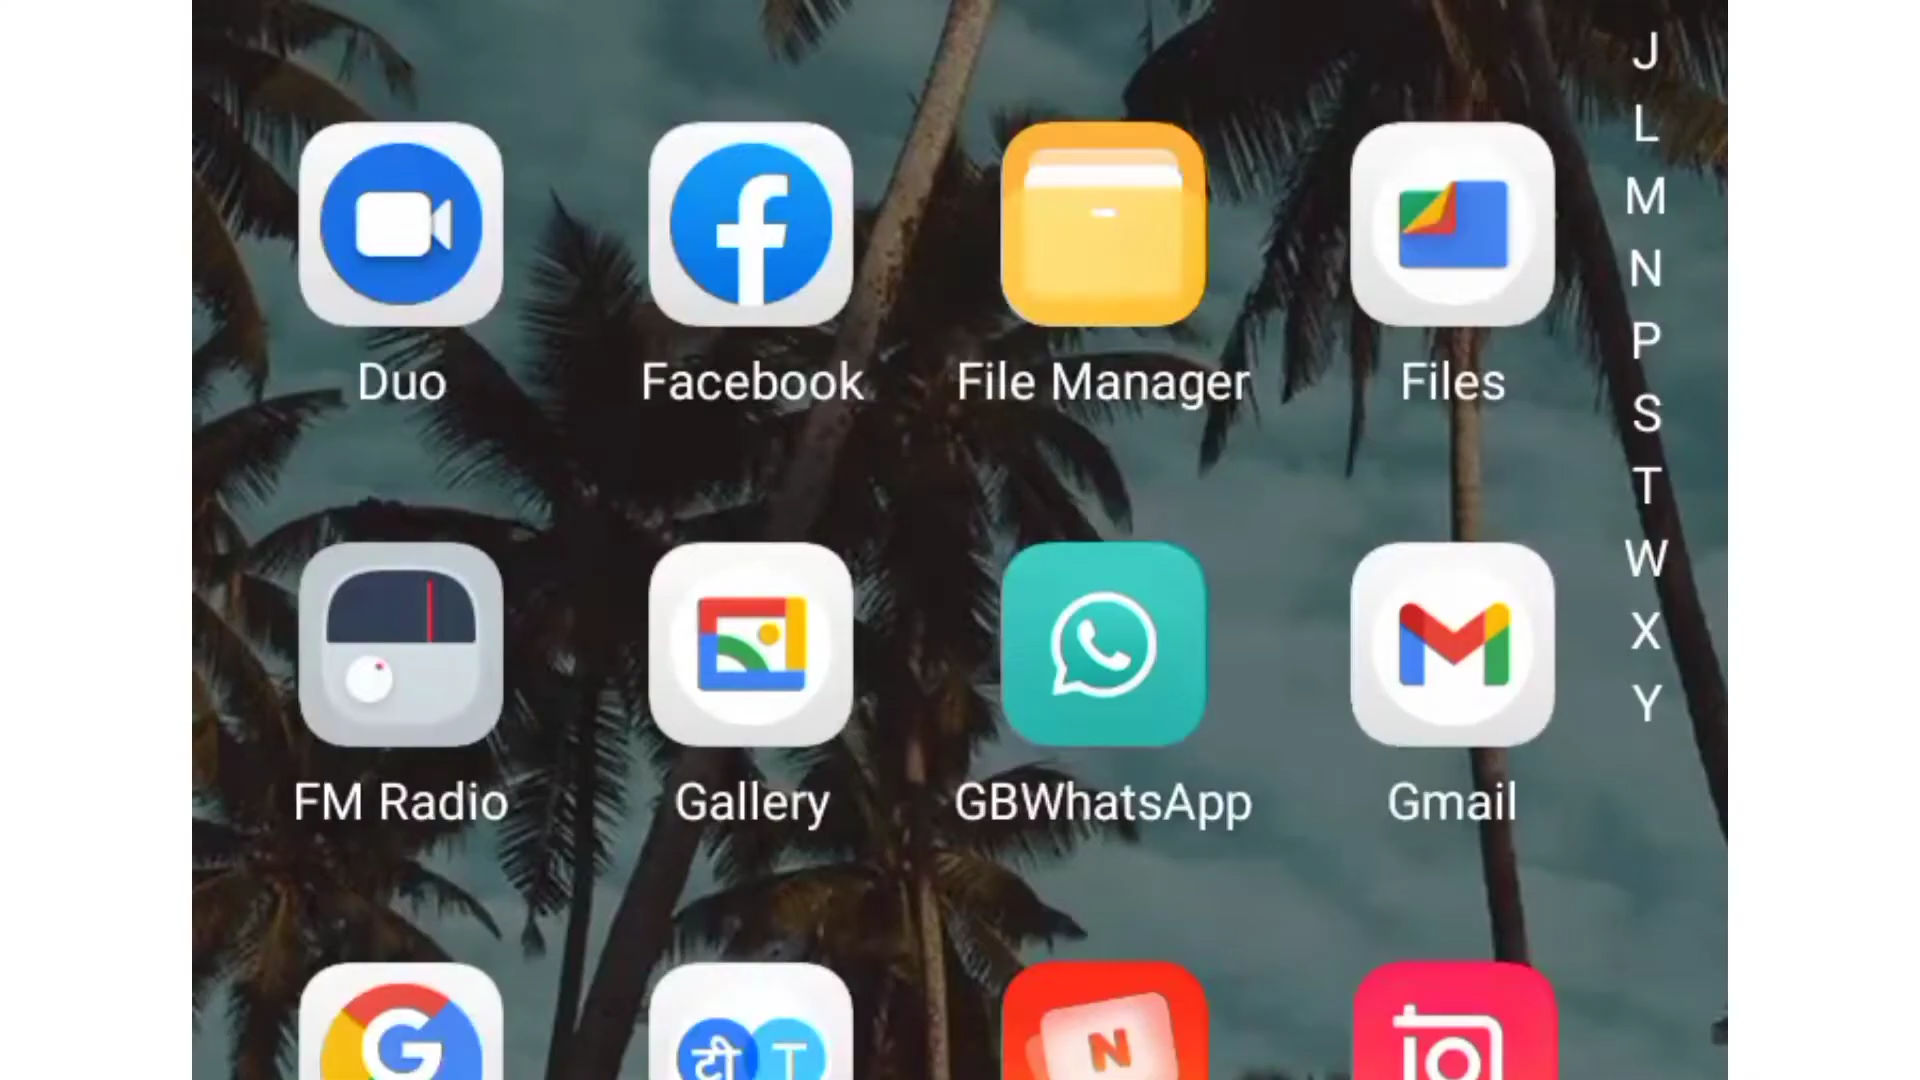 J
L
M
N
P
S
T
W
X
Y
Duo
Facebook
File Manager
Files
FM Radio
Gallery
GBWhatsApp
Gmail
G
टी T
N